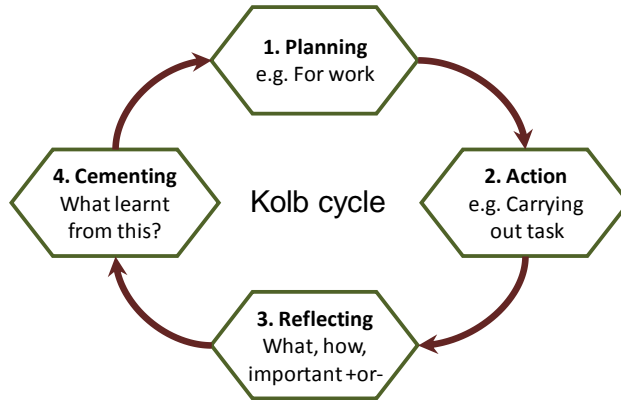 1. Planning
e.g. For work
2. Action
e.g. Carrying
out task
3. Reflecting
What, how,
important +or-
4. Cementing
What learnt
from this?
Kolb cycle